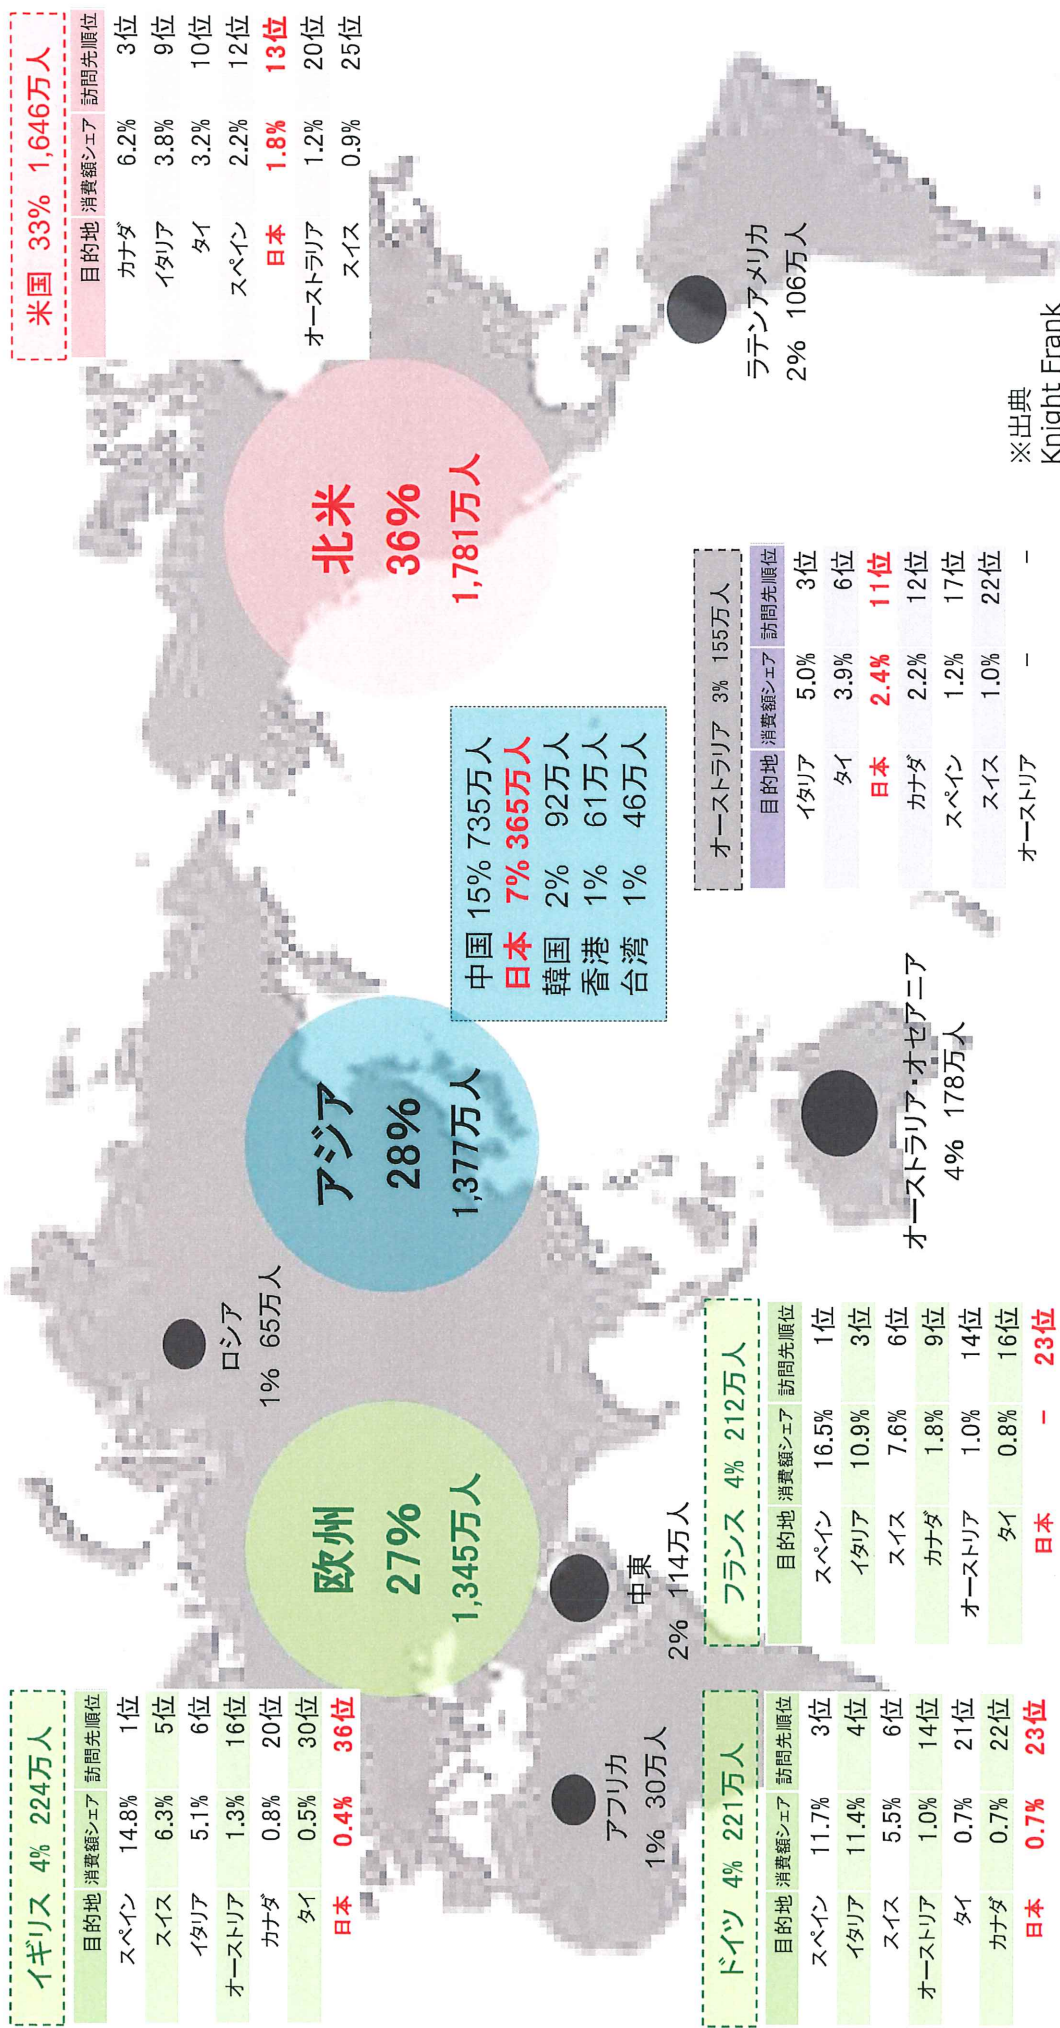 イギリス 4% 224万人
目的地 消費額シェア 訪問先順位
スペイン 14.8% 1位
スイス 6.3% 5位
イタリア 5.1% 6位
オーストリア 1.3% 16位
カナダ 0.8% 20位
タイ 0.5% 30位
日本 0.4% 36位
米国 33% 1,646万人
目的地 消費額シェア 訪問先順位
カナダ 6.2% 3位
イタリア 3.8% 9位
タイ 3.2% 10位
スペイン 2.2% 12位
日本 1.8% 13位
オーストラリア 1.2% 20位
スイス 0.9% 25位
ロシア
1% 65万人
欧州
27%
1,345万人
アジア
28%
1,377万人
北米
36%
1,781万人
中国 15% 735万人
日本 7% 365万人
韓国 2% 92万人
香港 1% 61万人
台湾 1% 46万人
アフリカ
1% 30万人
中東
2% 114万人
ラテンアメリカ
2% 106万人
ドイツ 4% 221万人
目的地 消費額シェア 訪問先順位
スペイン 11.7% 3位
イタリア 11.4% 4位
スイス 5.5% 6位
オーストリア 1.0% 14位
タイ 0.7% 21位
カナダ 0.7% 22位
日本 0.7% 23位
フランス 4% 212万人
目的地 消費額シェア 訪問先順位
スペイン 16.5% 1位
イタリア 10.9% 3位
スイス 7.6% 6位
カナダ 1.8% 9位
オーストリア 1.0% 14位
タイ 0.8% 16位
日本 − 23位
オーストラリア・オセアニア
4% 178万人
オーストラリア 3% 155万人
目的地 消費額シェア 訪問先順位
イタリア 5.0% 3位
タイ 3.9% 6位
日本 2.4% 11位
カナダ 2.2% 12位
スペイン 1.2% 17位
スイス 1.0% 22位
オーストリア − −
※出典
Knight Frank